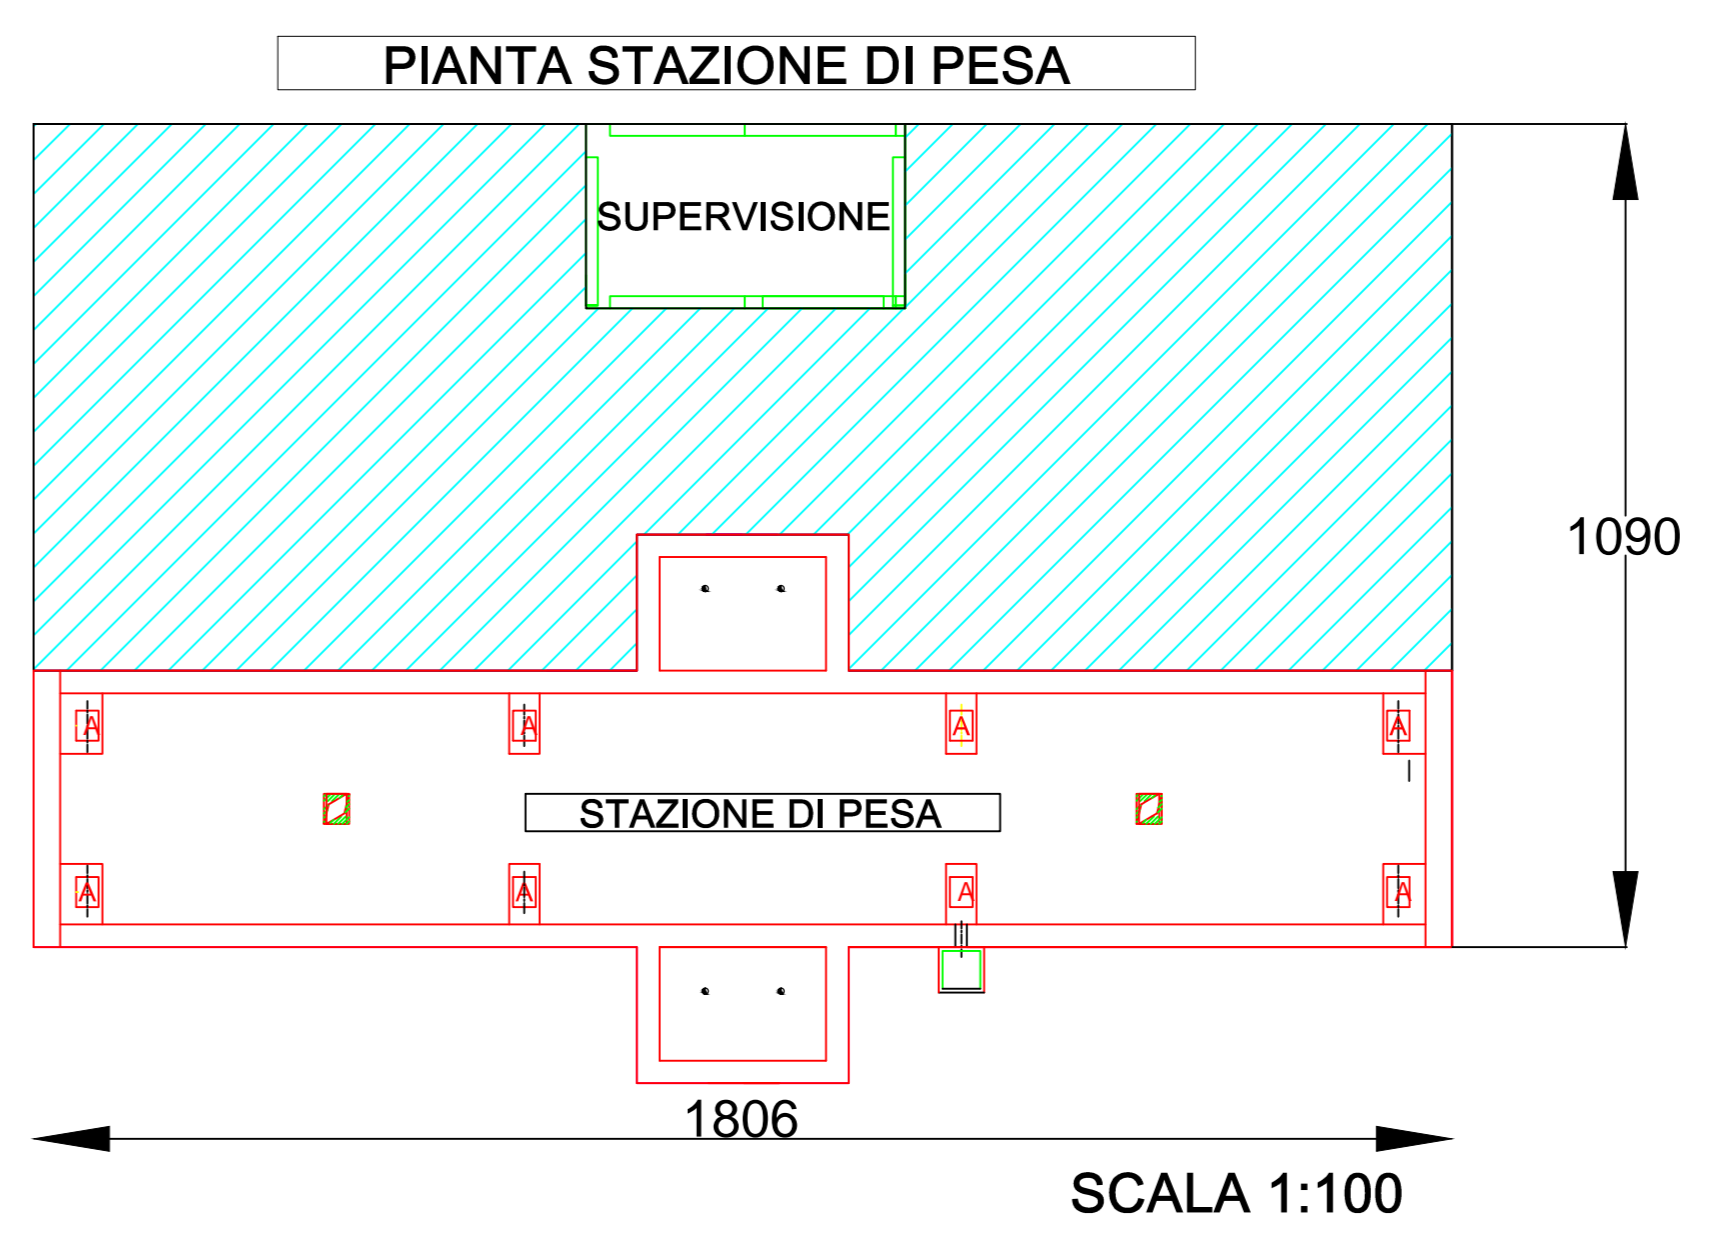 PIANTA STAZIONE DI PESA
SUPERVISIONE
1090
A A A A
STAZIONE DI PESA
A A A A
1806
SCALA 1:100